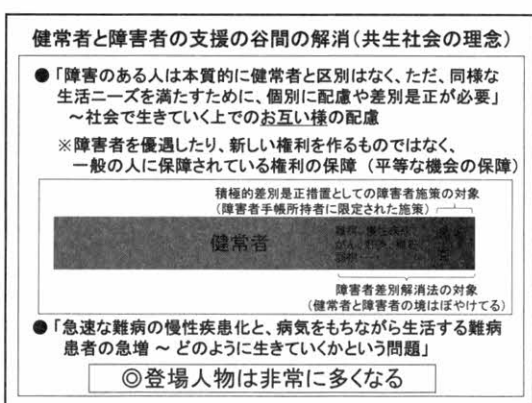 健常者と障害者の支援の谷間の解消(共生社会の理念)
●「障害のある人は本質的に健常者と区別はなく、ただ、同様な
生活ニーズを満たすために、個別に配慮や差別是正が必要」
～社会で生きていく上でのお互い様の配慮
※障害者を優遇したり、新しい権利を作るものではなく、
一般の人に保障されている権利の保障 (平等な機会の保障)
積極的差別是正措置としての障害者施策の対象
(障害者手帳所持者に限定された施策)
健常者
難病、慢性疾患、
障害者差別解消法の対象
(健常者と障害者の境はぼやけてる)
●「急速な難病の慢性疾患化と、病気をもちながら生活する難病
患者の急増 ～ どのように生きていくかという問題」
◎登場人物は非常に多くなる